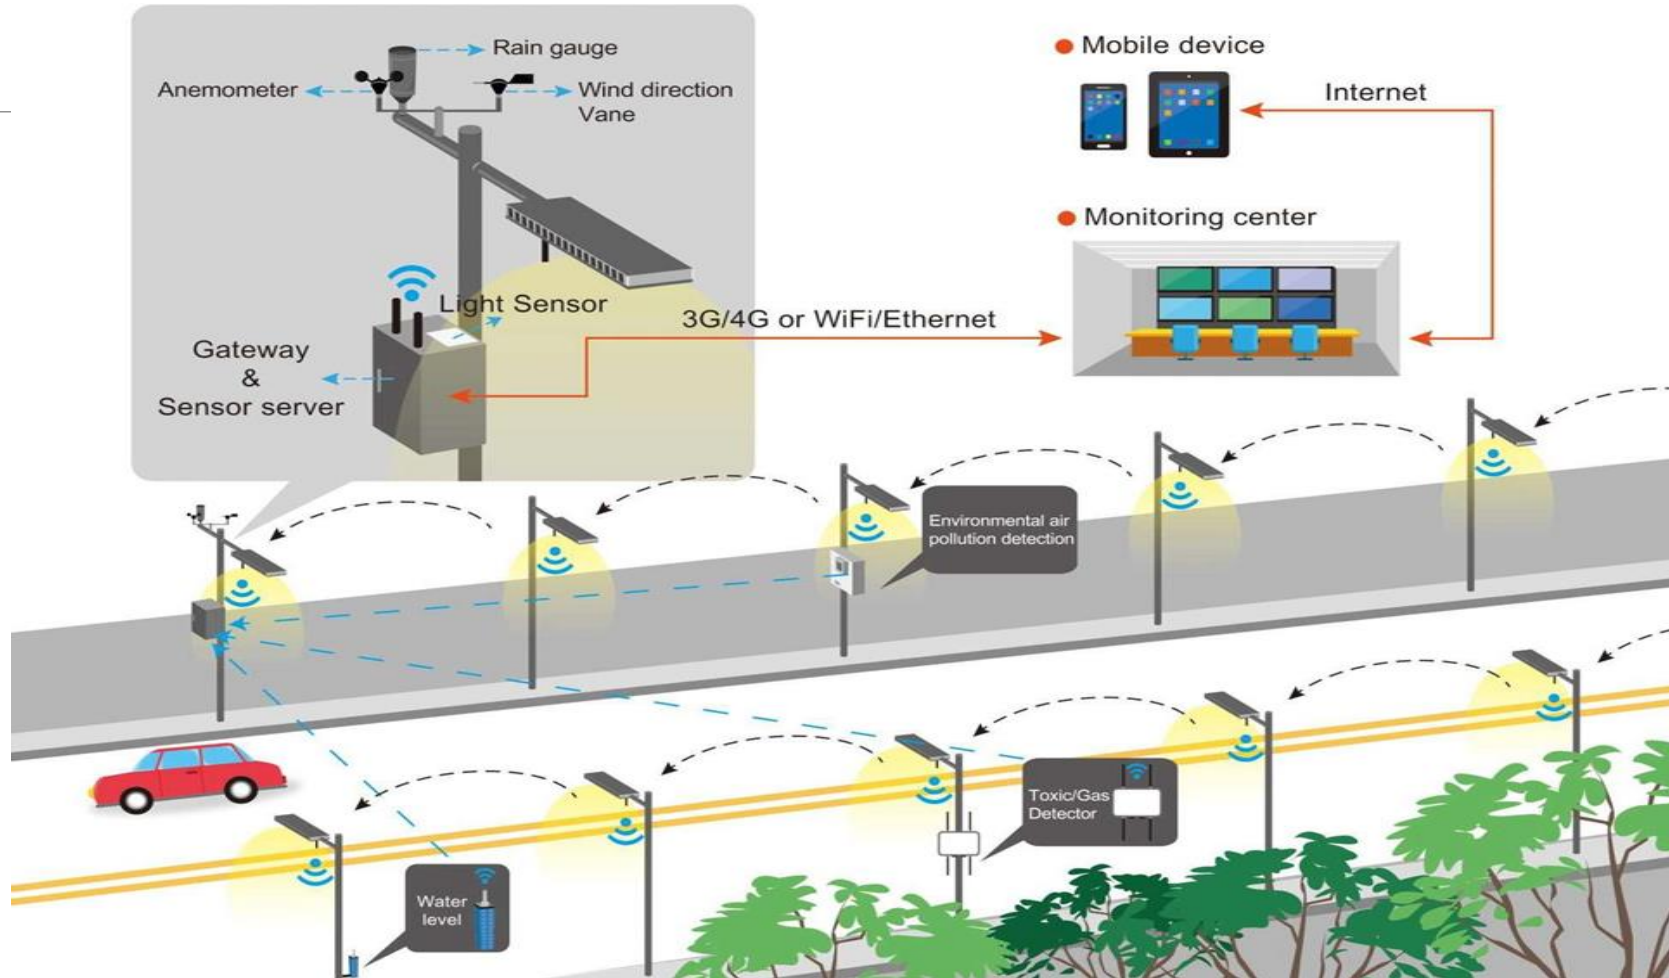 Rain gauge
Anemometer
Wind direction
Vane
Light Sensor
Gateway
&
Sensor server
3G/4G or WiFi/Ethernet
Mobile device
Internet
Monitoring center
Environmental air
pollution detection
Toxic/Gas
Detector
Water
level